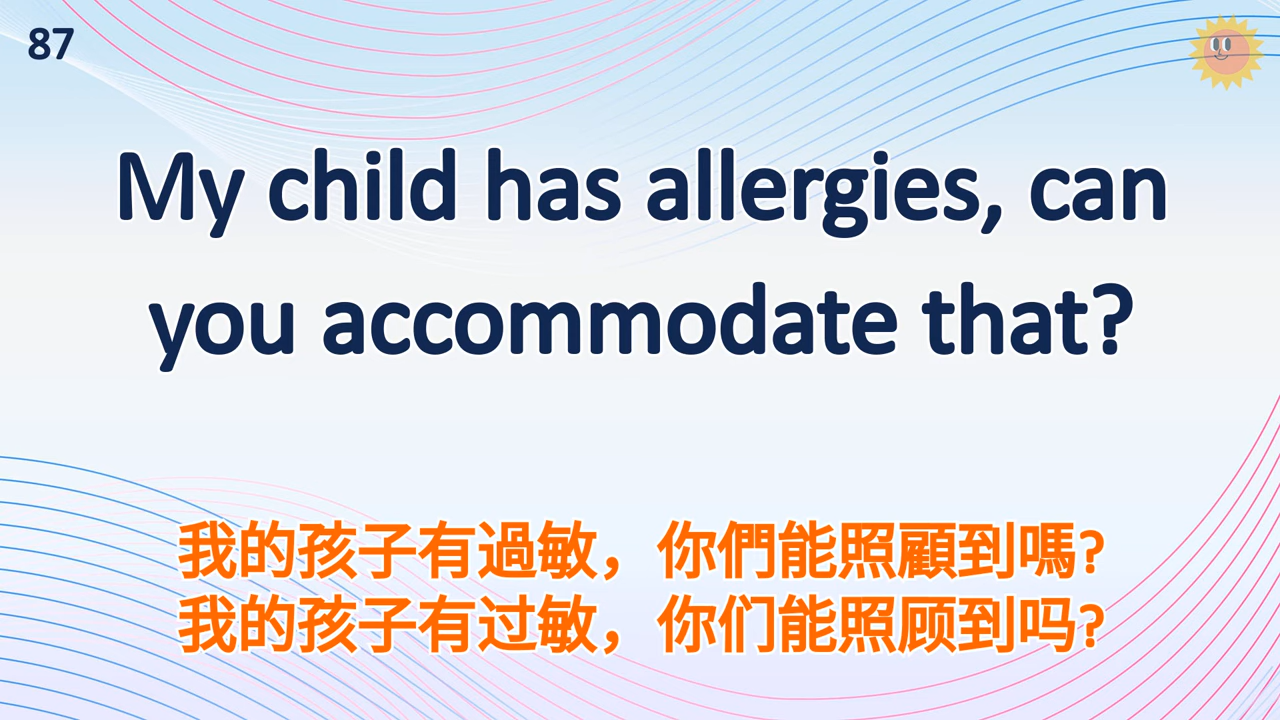 87
My child has allergies, can
you accommodate that?
我的孩子有過敏，你們能照顧到嗎?
我的孩子有过敏，你们能照顾到吗?